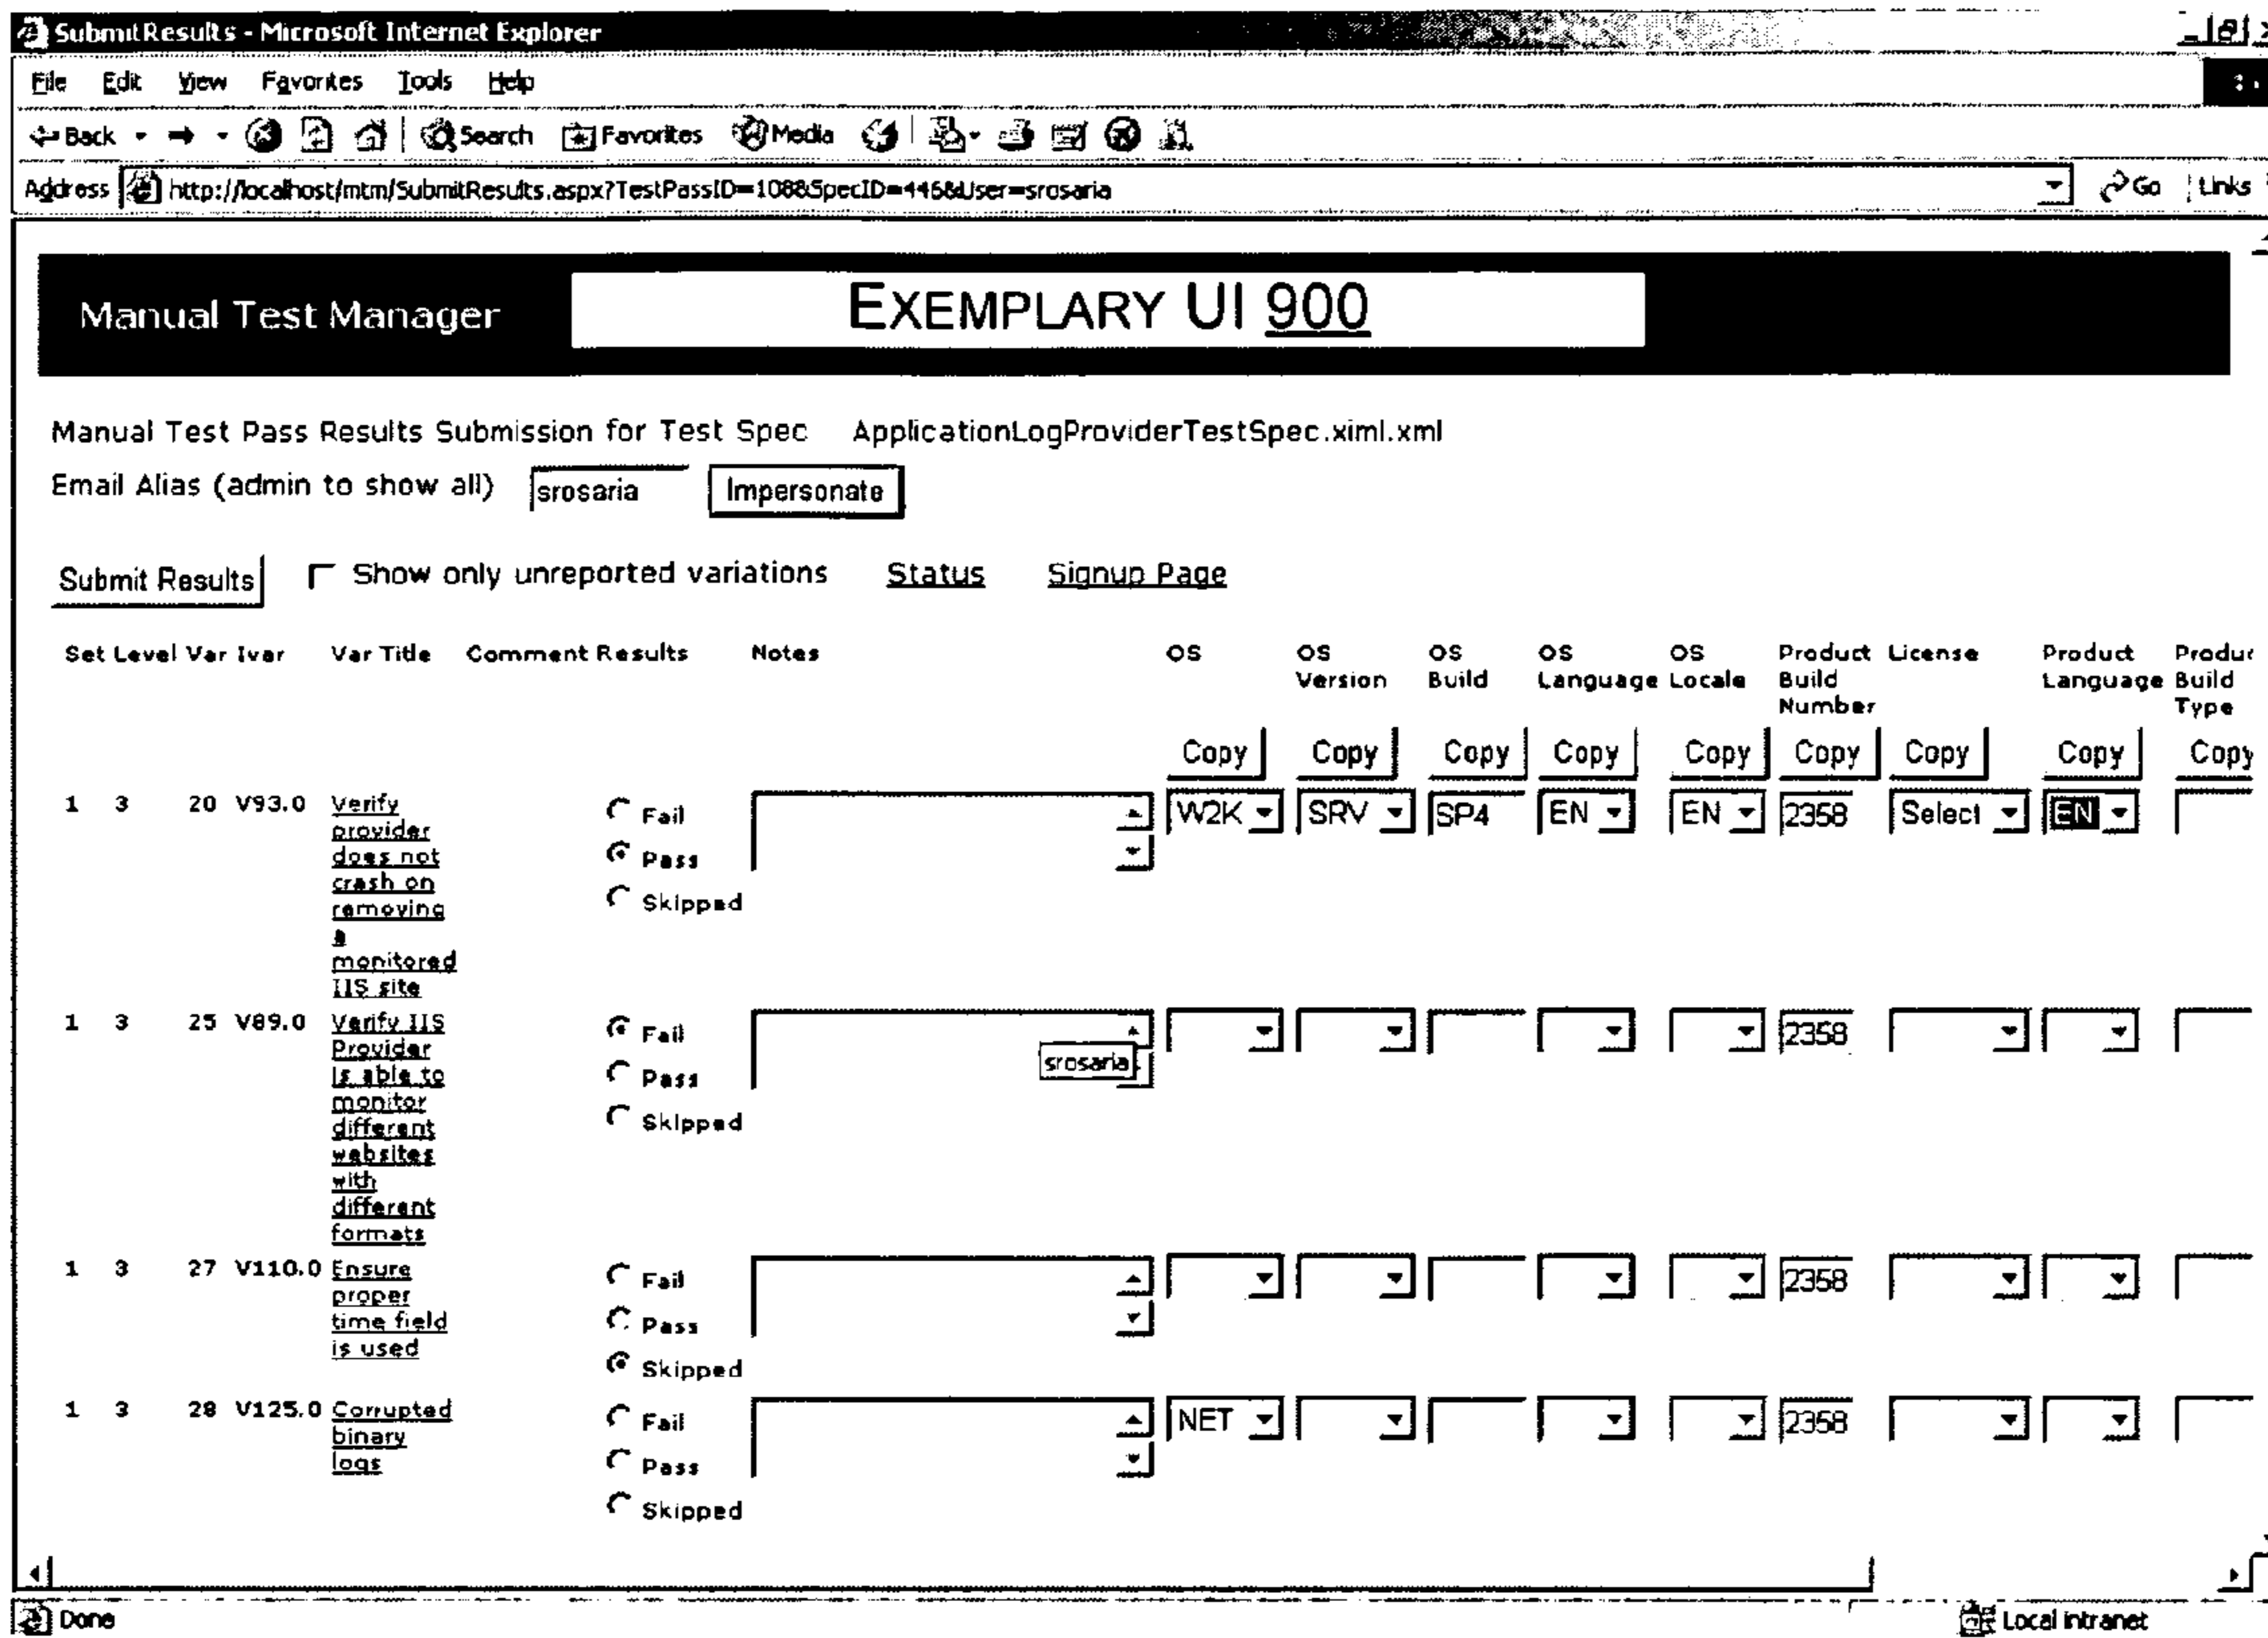 SubmitResults - Microsoft Internet Explorer
File Edit View Favorites Tools Help
Back Search Favorites Media
Address http://localhost/mtm/SubmitResults.aspx?TestPassID=108&SpecID=446&User=srosaria Go Links
Manual Test Manager EXEMPLARY UI 900
Manual Test Pass Results Submission for Test Spec ApplicationLogProviderTestSpec.ximl.xml
Email Alias (admin to show all) srosaria Impersonate
Submit Results Show only unreported variations Status Signup Page
Set Level Var Ivar Var Title Comment Results Notes OS OS OS OS OS Product License Product Produc
Version Build Language Locale Build Language Build
Number Type
Copy Copy Copy Copy Copy Copy Copy Copy Copy
1 3 20 V93.0 Verify Fail W2K SRV SP4 EN EN 2358 Select EN
provider
does not Pass
crash on
removing Skipped
a
monitored
IIS site
1 3 25 V89.0 Verify IIS Fail 2358
Provider
is able to Pass srosaria
monitor
different Skipped
websites
with
different
formats
1 3 27 V110.0 Ensure Fail 2358
proper
time field Pass
is used
Skipped
1 3 28 V125.0 Corrupted Fail NET 2358
binary
logs Pass
Skipped
Done Local intranet